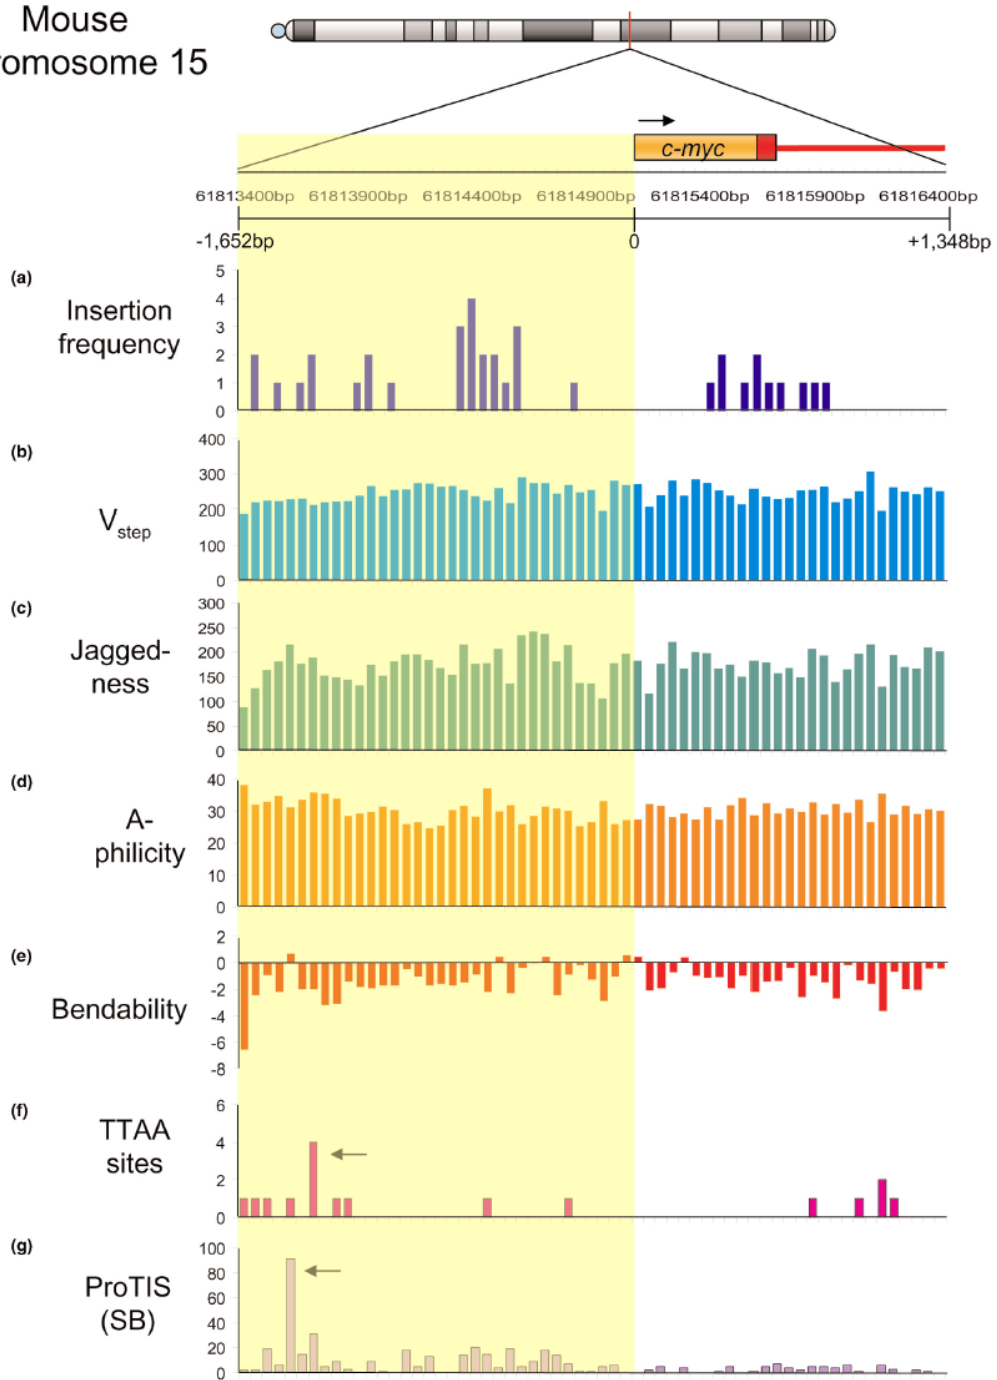 Mouse
omosome 15
c-myc
61813400bp 61813900bp 61814400bp 61814900bp 61815400bp 61815900bp 61816400bp
-1,652bp 0 +1,348bp
(a)
Insertion
frequency
5
4
3
2
1
0
(b)
Vstep
400
300
200
100
0
(c)
Jagged-
ness
300
250
200
150
100
50
0
(d)
A-
philicity
40
30
20
10
0
(e)
Bendability
2
0
-2
-4
-6
-8
(f)
TTAA
sites
6
4
2
0
(g)
ProTIS
(SB)
100
80
60
40
20
0